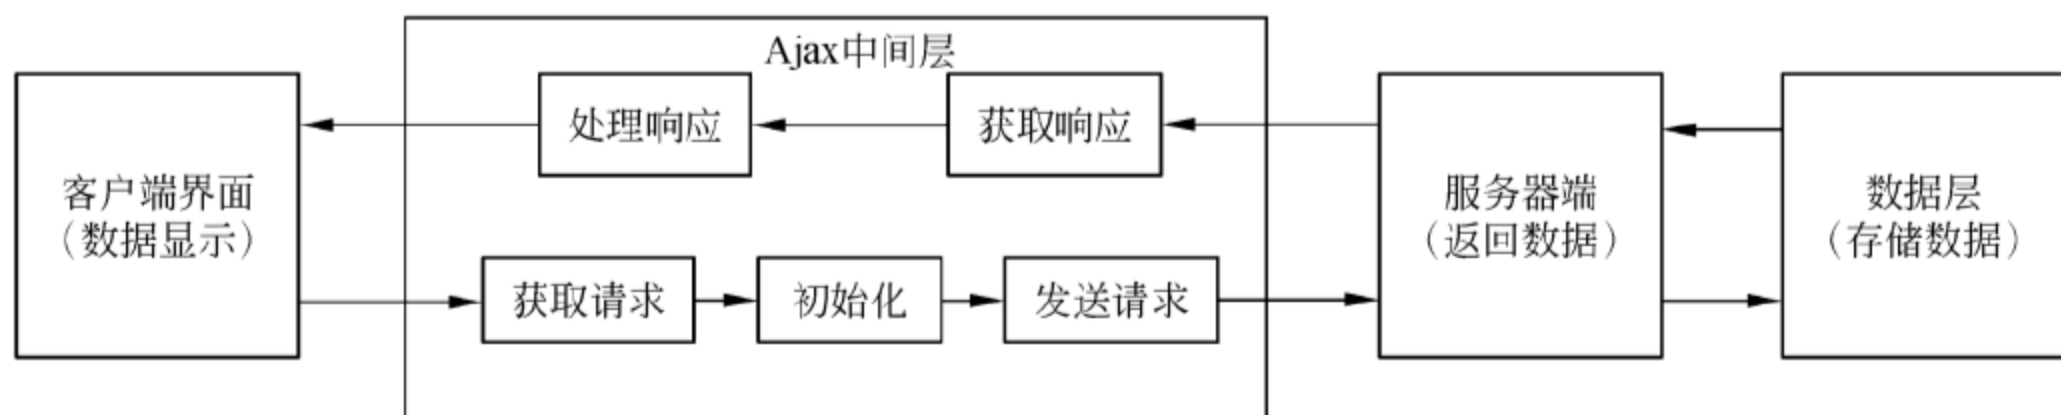 Ajax中间层
处理响应
获取响应
客户端界面
（数据显示）
服务器端
（返回数据）
数据层
（存储数据）
获取请求
初始化
发送请求